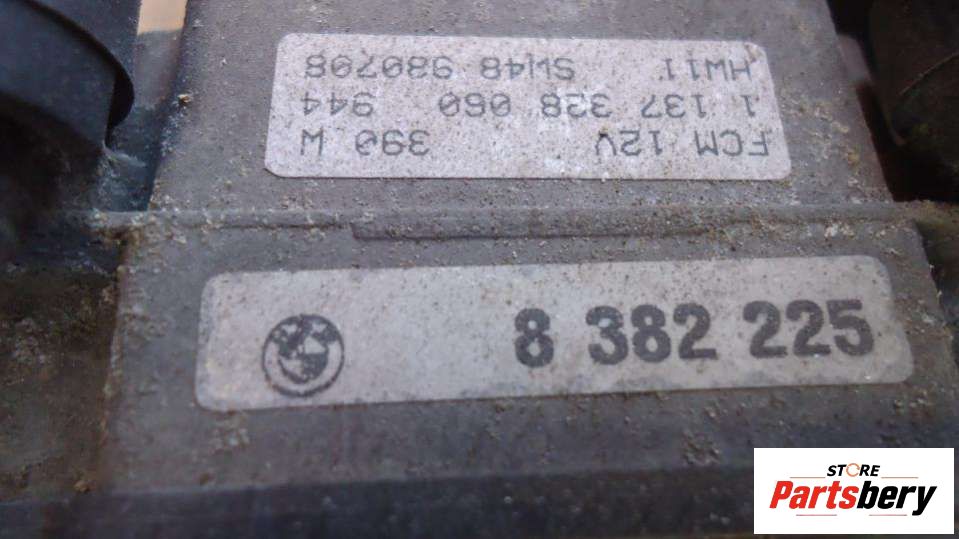 FCM 12V 390 W
1 137 328 060 944
HW11 SW48 980708
8 382 225
STORE
Partsbery